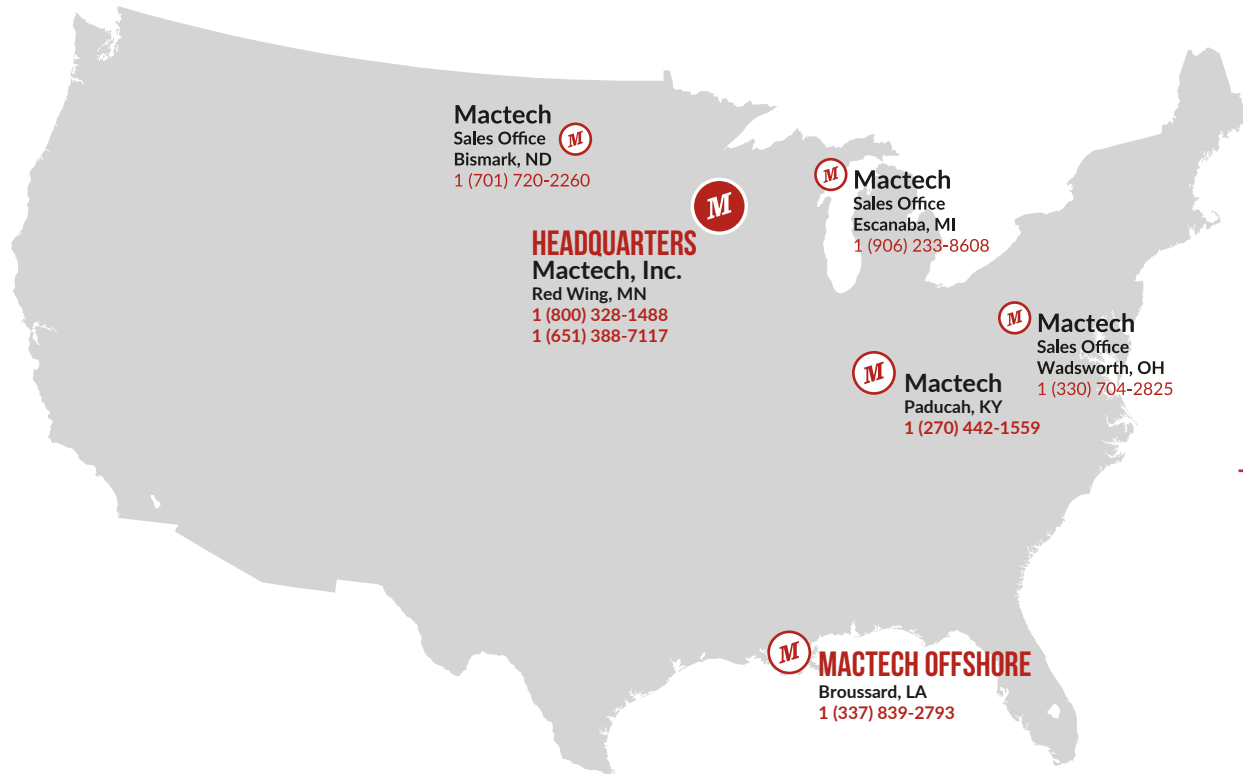 Mactech
Sales Office
Bismark, ND
1 (701) 720-2260
M
M
HEADQUARTERS
Mactech, Inc.
Red Wing, MN
1 (800) 328-1488
1 (651) 388-7117
M
Mactech
Sales Office
Escanaba, MI
1 (906) 233-8608
M
Mactech
Sales Office
Wadsworth, OH
1 (330) 704-2825
M
Mactech
Paducah, KY
1 (270) 442-1559
M
MACTECH OFFSHORE
Broussard, LA
1 (337) 839-2793